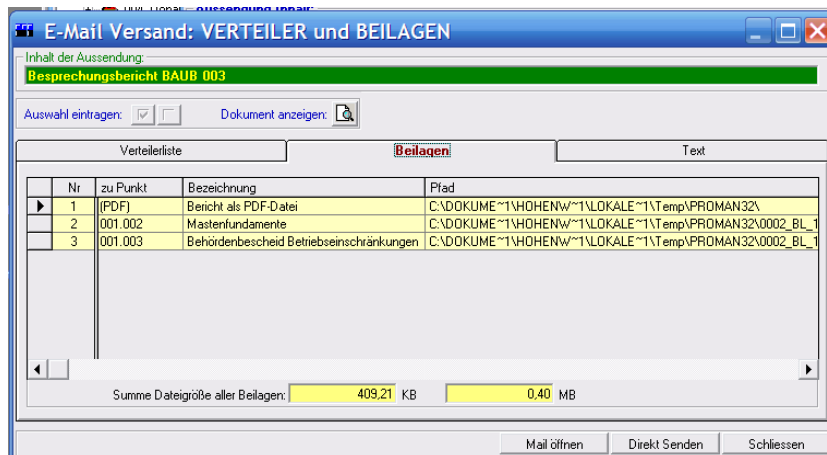 Aussendung Inhalt:
E-Mail Versand: VERTEILER und BEILAGEN
Inhalt der Aussendung:
Besprechungsbericht BAUB 003
Auswahl eintragen: Dokument anzeigen:
Verteilerliste Beilagen Text
Nr zu Punkt Bezeichnung Pfad
1 (PDF) Bericht als PDF-Datei C:\DOKUME~1\HOHENW~1\LOKALE~1\Temp\PROMAN32\
2 001.002 Mastenfundamente C:\DOKUME~1\HOHENW~1\LOKALE~1\Temp\PROMAN32\0002_BL_1
3 001.003 Behördenbescheid Betriebseinschränkungen C:\DOKUME~1\HOHENW~1\LOKALE~1\Temp\PROMAN32\0002_BL_1
Summe Dateigröße aller Beilagen: 409,21 KB 0,40 MB
Mail öffnen Direkt Senden Schliessen